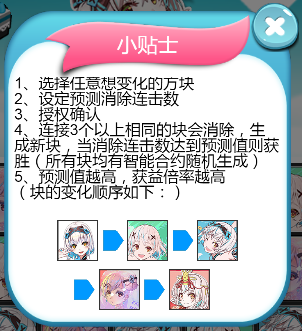 小贴士
1、选择任意想变化的方块
2、设定预测消除连击数
3、授权确认
4、连接3个以上相同的块会消除，生
成新块，当消除连击数达到预测值则获
胜（所有块均有智能合约随机生成）
5、预测值越高，获益倍率越高
（块的变化顺序如下：）